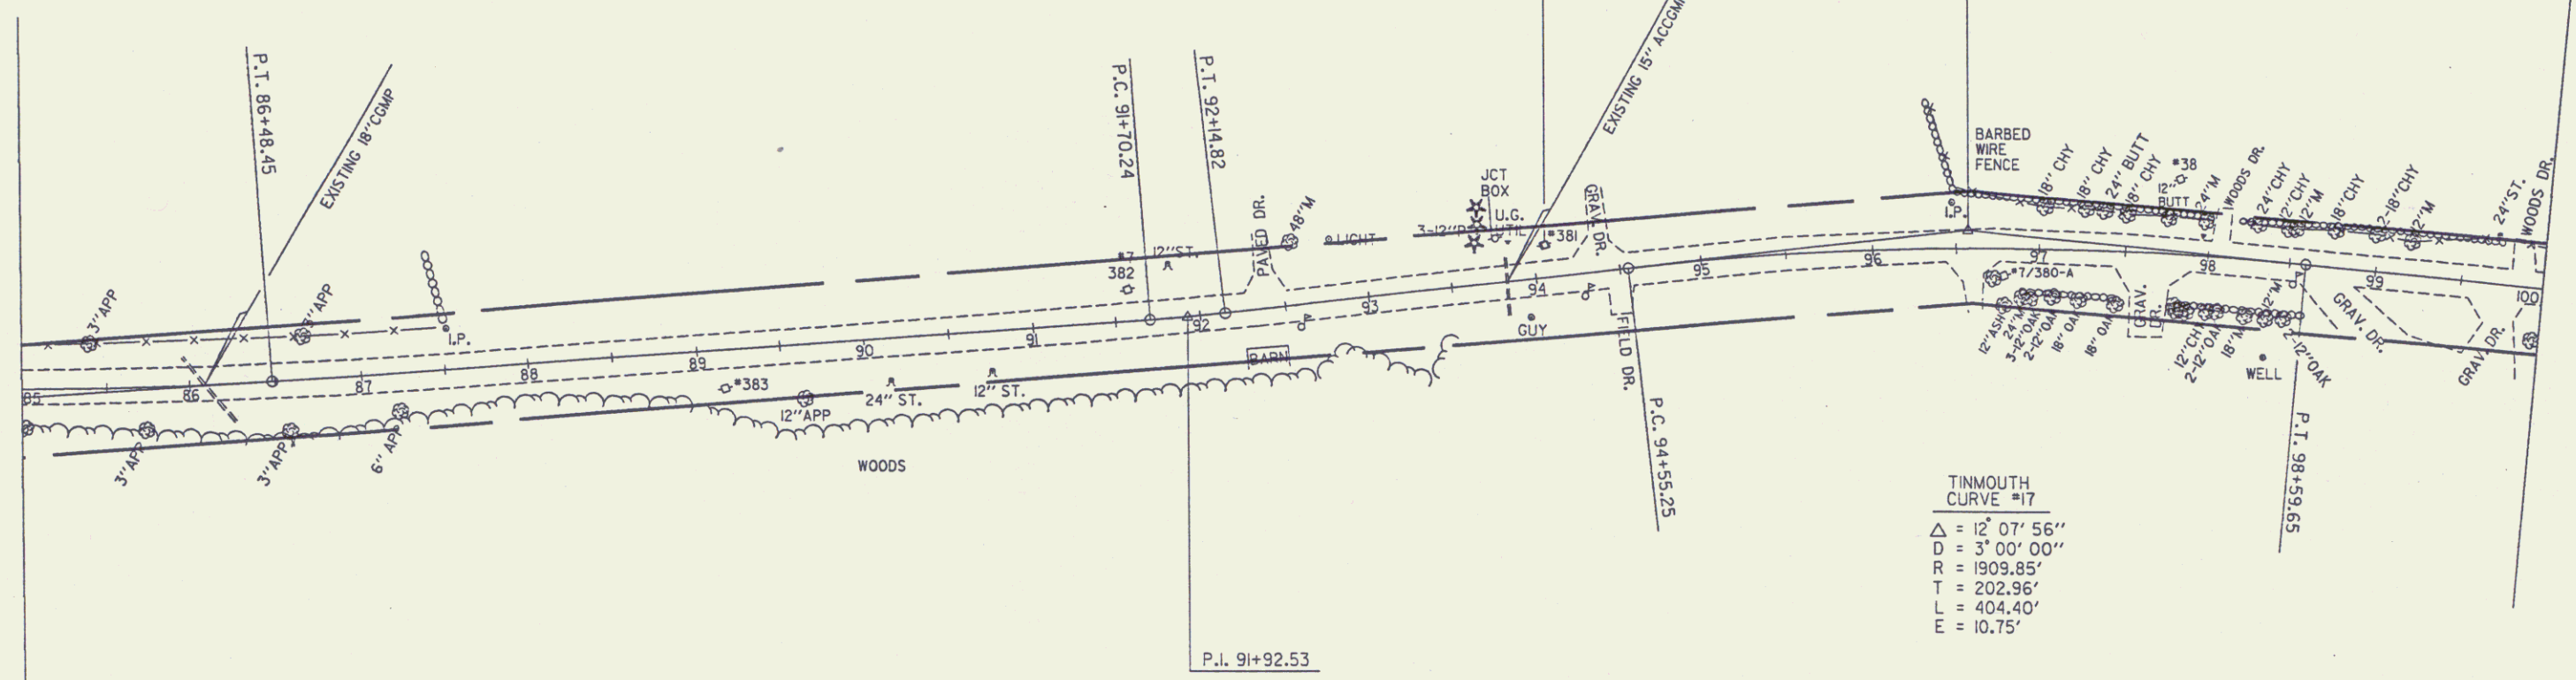 P.T. 86+48.45
EXISTING 18" CGMP
3"APP
I.P.
85
86
87
88
89
90
91
92
93
94
95
96
97
98
99
100
3"APP
3"APP
6" APP
#383
12"APP
24" ST.
12" ST.
WOODS
P.C. 91+70.24
P.T. 92+14.82
#7
382
12"ST.
PAVED DR.
48"M
LIGHT
BARN
P.I. 91+92.53
JCT
BOX
U.G.
UTIL
#381
GUY
EXISTING 15" ACCGMP
GRAV. DR.
FIELD DR.
P.C. 94+55.25
I.P.
BARBED
WIRE
FENCE
18" CHY
18" CHY
24" BUTT
18" CHY
12"
BUTT
#38
24"M
WOODS DR.
24"CHY
12"CHY
12"M
18"CHY
2-18"CHY
12"M
24"ST.
WOODS DR.
#7/380-A
12"ASH
24"M
3-12"OAK
2-12"OAK
18" OAK
18" OAK
GRAV.
DR.
12"CHY
2-12"OAK
18"M
12"M
2-12"OAK
WELL
GRAV. DR.
GRAV. DR.
P.T. 98+59.65
TINMOUTH
CURVE #17
△ = 12° 07' 56"
D = 3° 00' 00"
R = 1909.85'
T = 202.96'
L = 404.40'
E = 10.75'